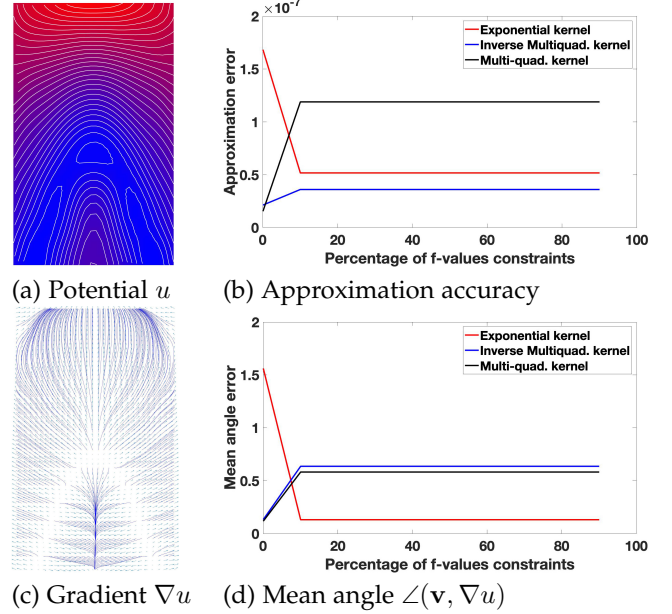 ×10⁻⁷
2
1.5
1
0.5
0
0 20 40 60 80 100
Approximation error
Percentage of f-values constraints
Exponential kernel
Inverse Multiquad. kernel
Multi-quad. kernel
(a) Potential u
(b) Approximation accuracy
2
1.5
1
0.5
0
0 20 40 60 80 100
Mean angle error
Percentage of f-values constraints
Exponential kernel
Inverse Multiquad. kernel
Multi-quad. kernel
(c) Gradient ∇u
(d) Mean angle ∠(v, ∇u)